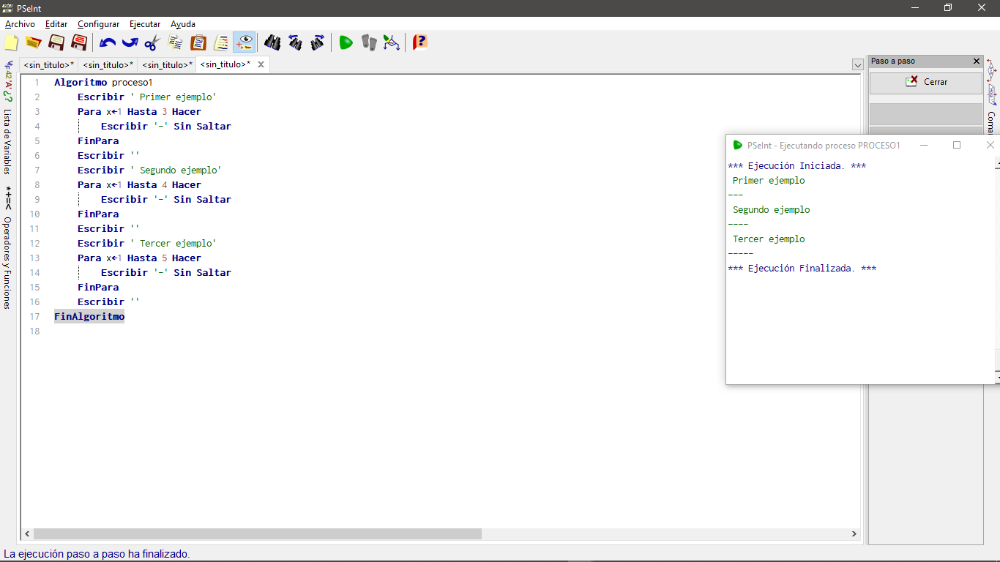 PSeInt
Archivo Editar Configurar Ejecutar Ayuda
<sin_titulo>* <sin_titulo>* <sin_titulo>* <sin_titulo>*
1 Algoritmo proceso1
2 Escribir ' Primer ejemplo'
3 Para x←1 Hasta 3 Hacer
4 Escribir '-' Sin Saltar
5 FinPara
6 Escribir ''
7 Escribir ' Segundo ejemplo'
8 Para x←1 Hasta 4 Hacer
9 Escribir '-' Sin Saltar
10 FinPara
11 Escribir ''
12 Escribir ' Tercer ejemplo'
13 Para x←1 Hasta 5 Hacer
14 Escribir '-' Sin Saltar
15 FinPara
16 Escribir ''
17 FinAlgoritmo
18
Lista de Variables
*+=< Operadores y Funciones
Paso a paso
Cerrar
PSeInt - Ejecutando proceso PROCESO1
*** Ejecución Iniciada. ***
Primer ejemplo
---
Segundo ejemplo
----
Tercer ejemplo
-----
*** Ejecución Finalizada. ***
La ejecución paso a paso ha finalizado.